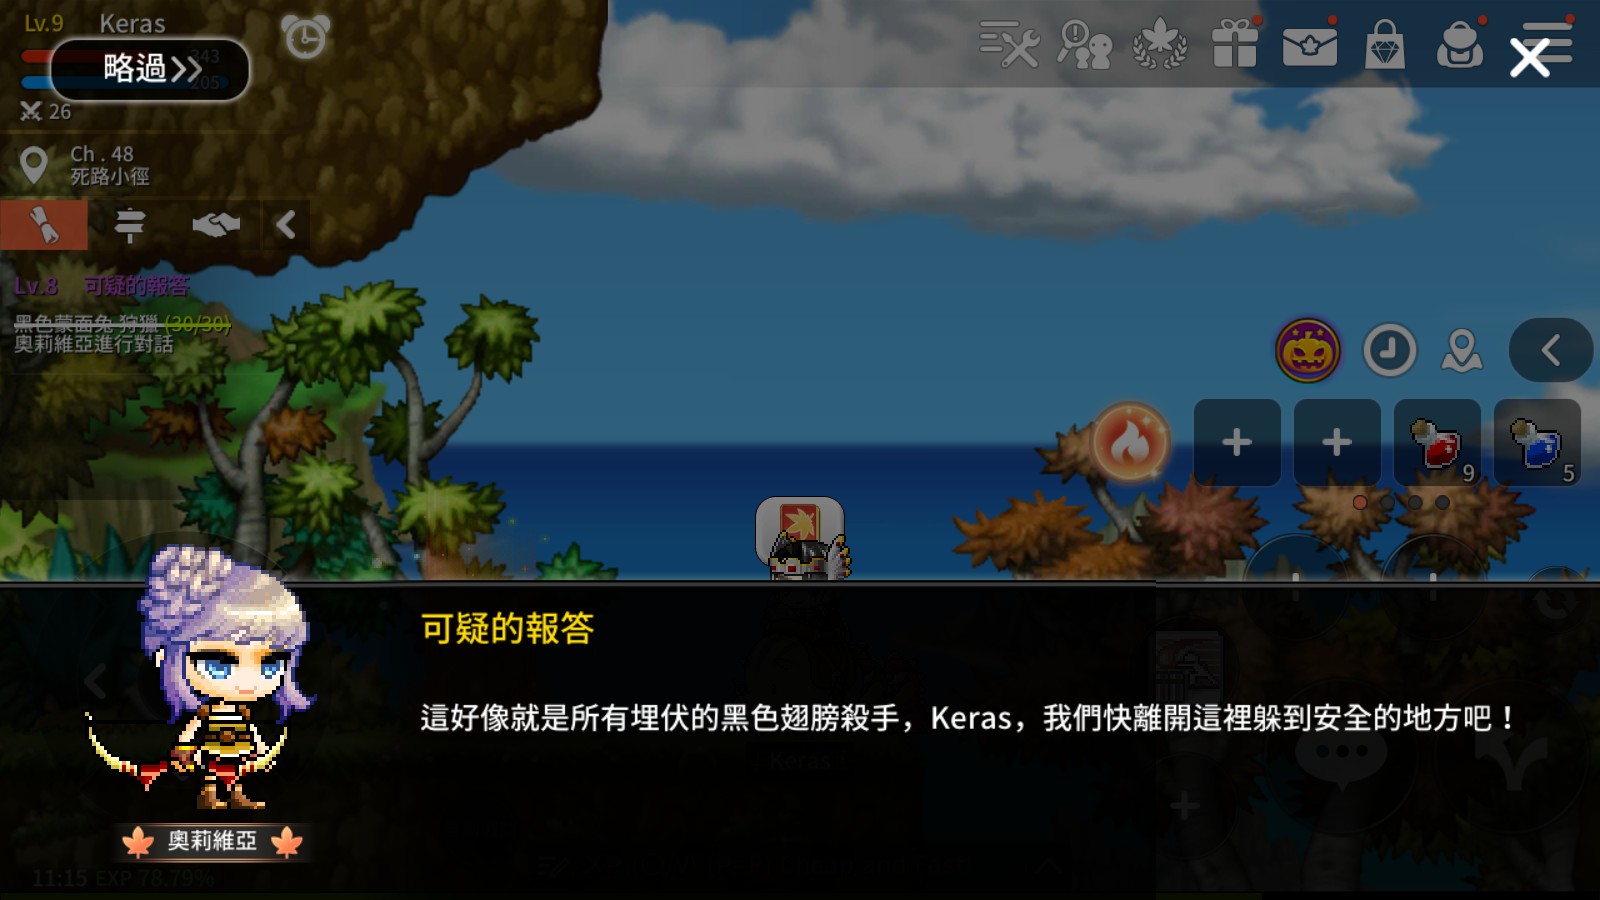 Lv.9 Keras
略過
343
205
26
Ch . 48
死路小徑
Lv.8 可疑的報答
黑色蒙面兔 狩獵 (30/30)
奧莉維亞進行對話
9
5
可疑的報答
這好像就是所有埋伏的黑色翅膀殺手，Keras，我們快離開這裡躲到安全的地方吧！
Keras
奧莉維亞
11:15 EXP 78.79%